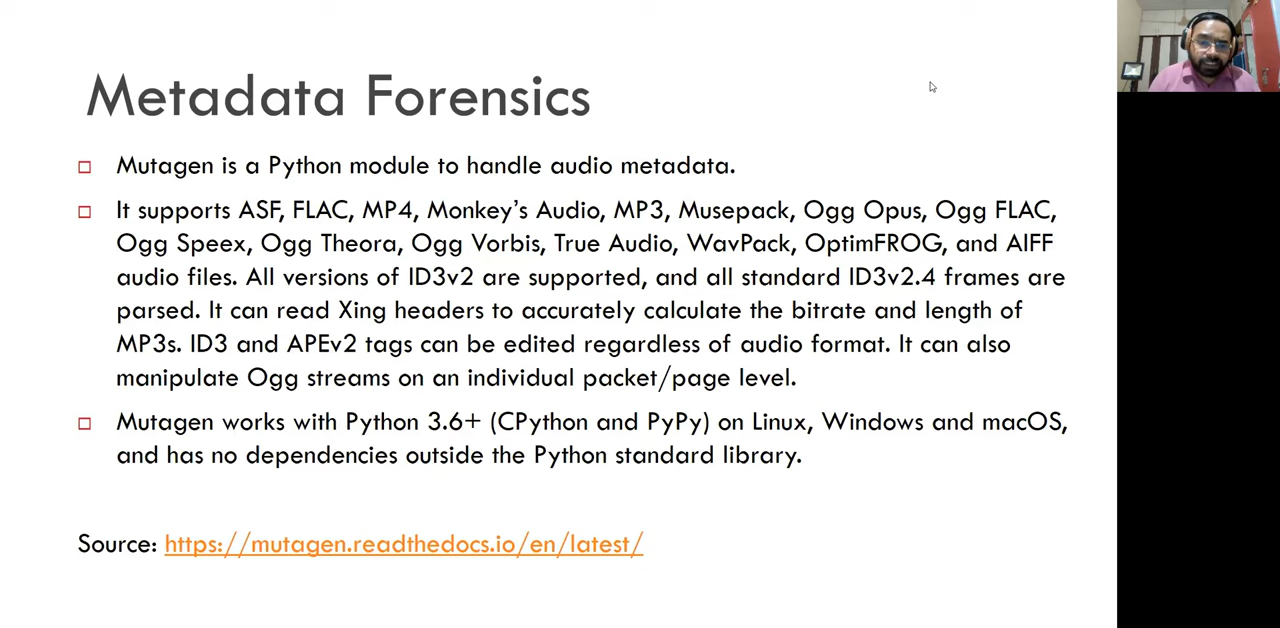 Metadata Forensics
Mutagen is a Python module to handle audio metadata.
It supports ASF, FLAC, MP4, Monkey’s Audio, MP3, Musepack, Ogg Opus, Ogg FLAC,
Ogg Speex, Ogg Theora, Ogg Vorbis, True Audio, WavPack, OptimFROG, and AIFF
audio files. All versions of ID3v2 are supported, and all standard ID3v2.4 frames are
parsed. It can read Xing headers to accurately calculate the bitrate and length of
MP3s. ID3 and APEv2 tags can be edited regardless of audio format. It can also
manipulate Ogg streams on an individual packet/page level.
Mutagen works with Python 3.6+ (CPython and PyPy) on Linux, Windows and macOS,
and has no dependencies outside the Python standard library.
Source: https://mutagen.readthedocs.io/en/latest/